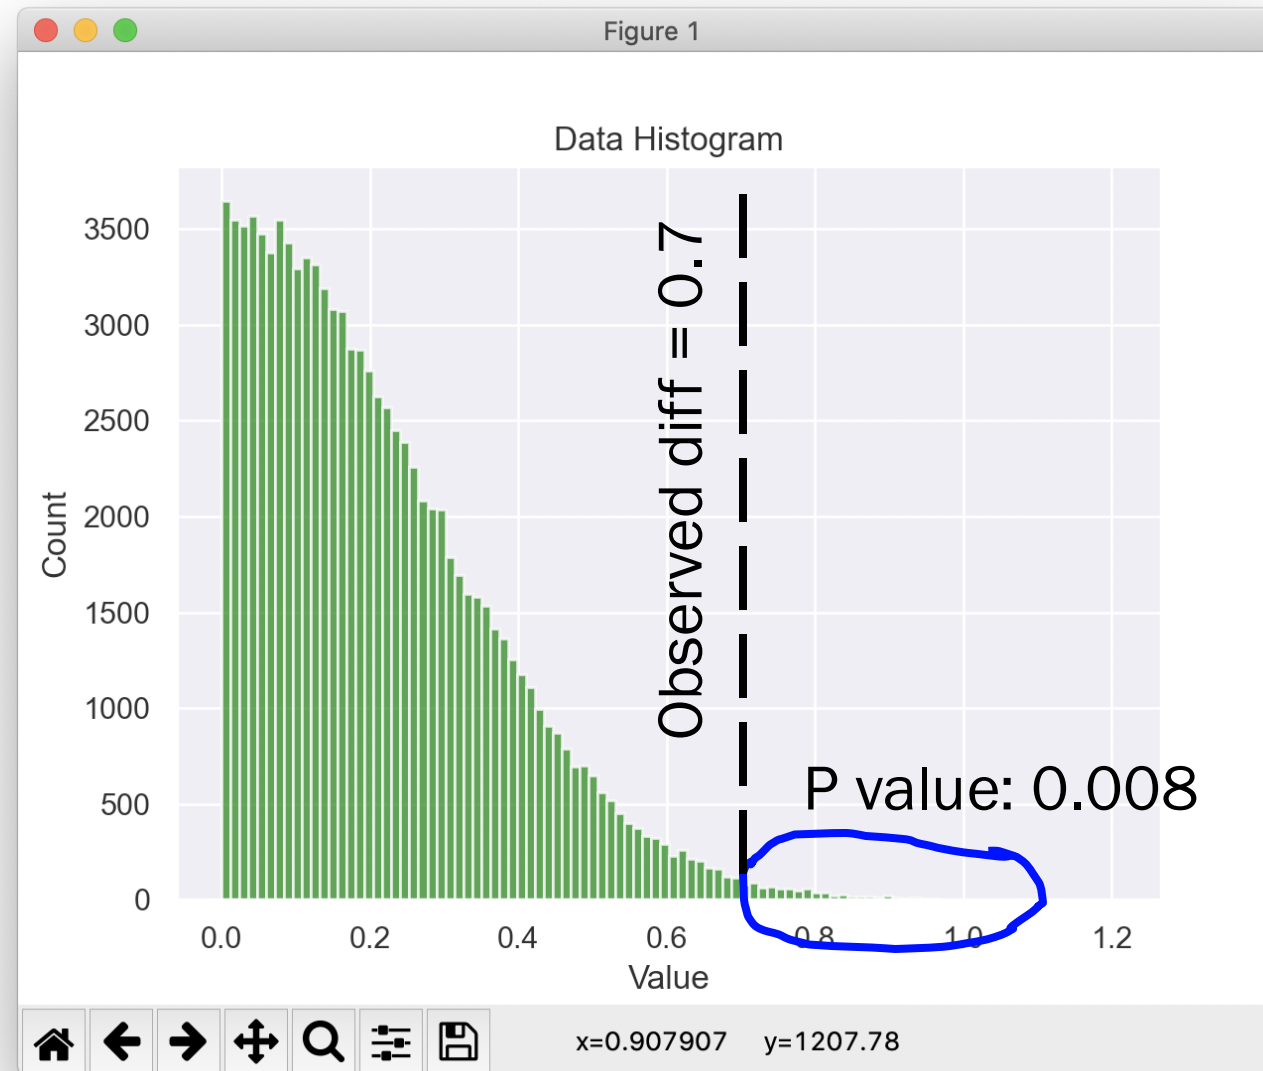 Figure 1
Data Histogram
3500
3000
2500
2000
1500
1000
500
0
Count
Observed diff = 0.7
P value: 0.008
0.0 0.2 0.4 0.6 0.8 1.0 1.2
Value
x=0.907907 y=1207.78